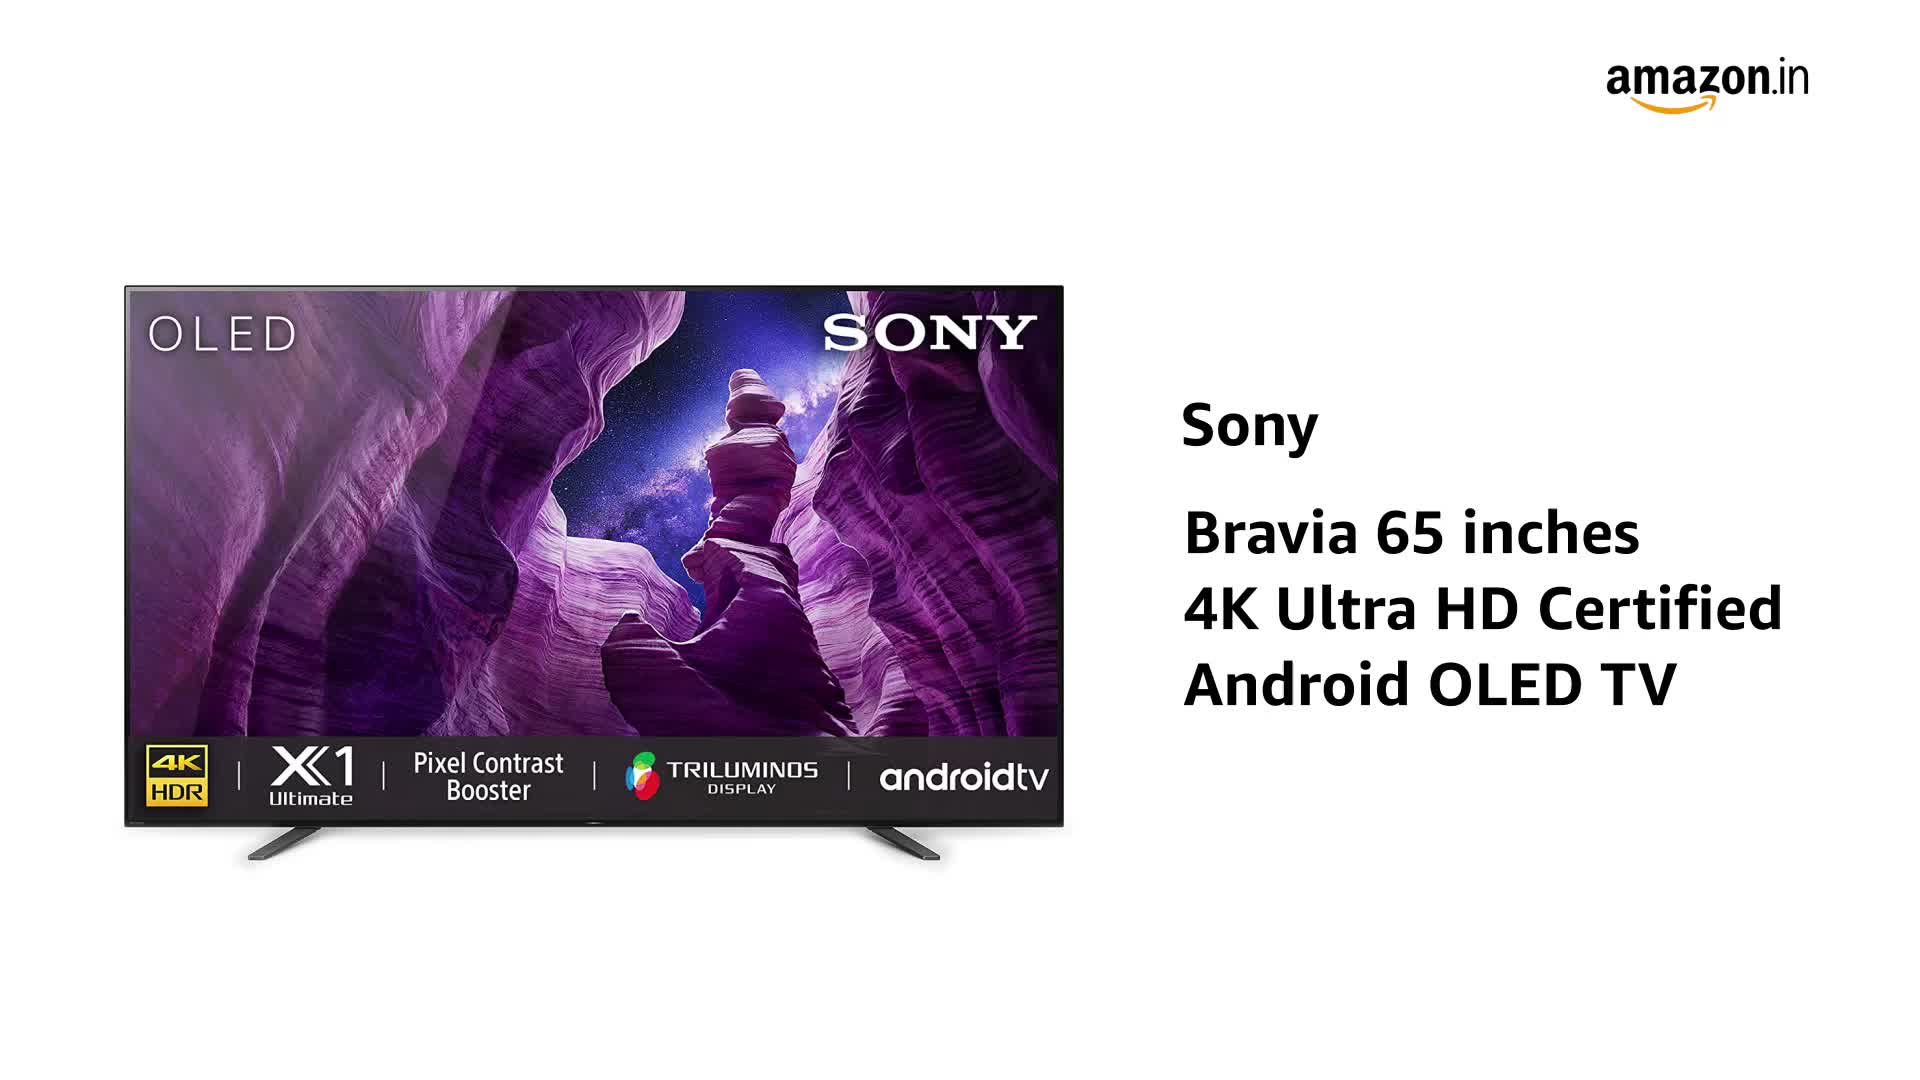 amazon.in
OLED
SONY
4K
HDR
X1
Ultimate
Pixel Contrast
Booster
TRILUMINOS
DISPLAY
androidtv
Sony
Bravia 65 inches
4K Ultra HD Certified
Android OLED TV